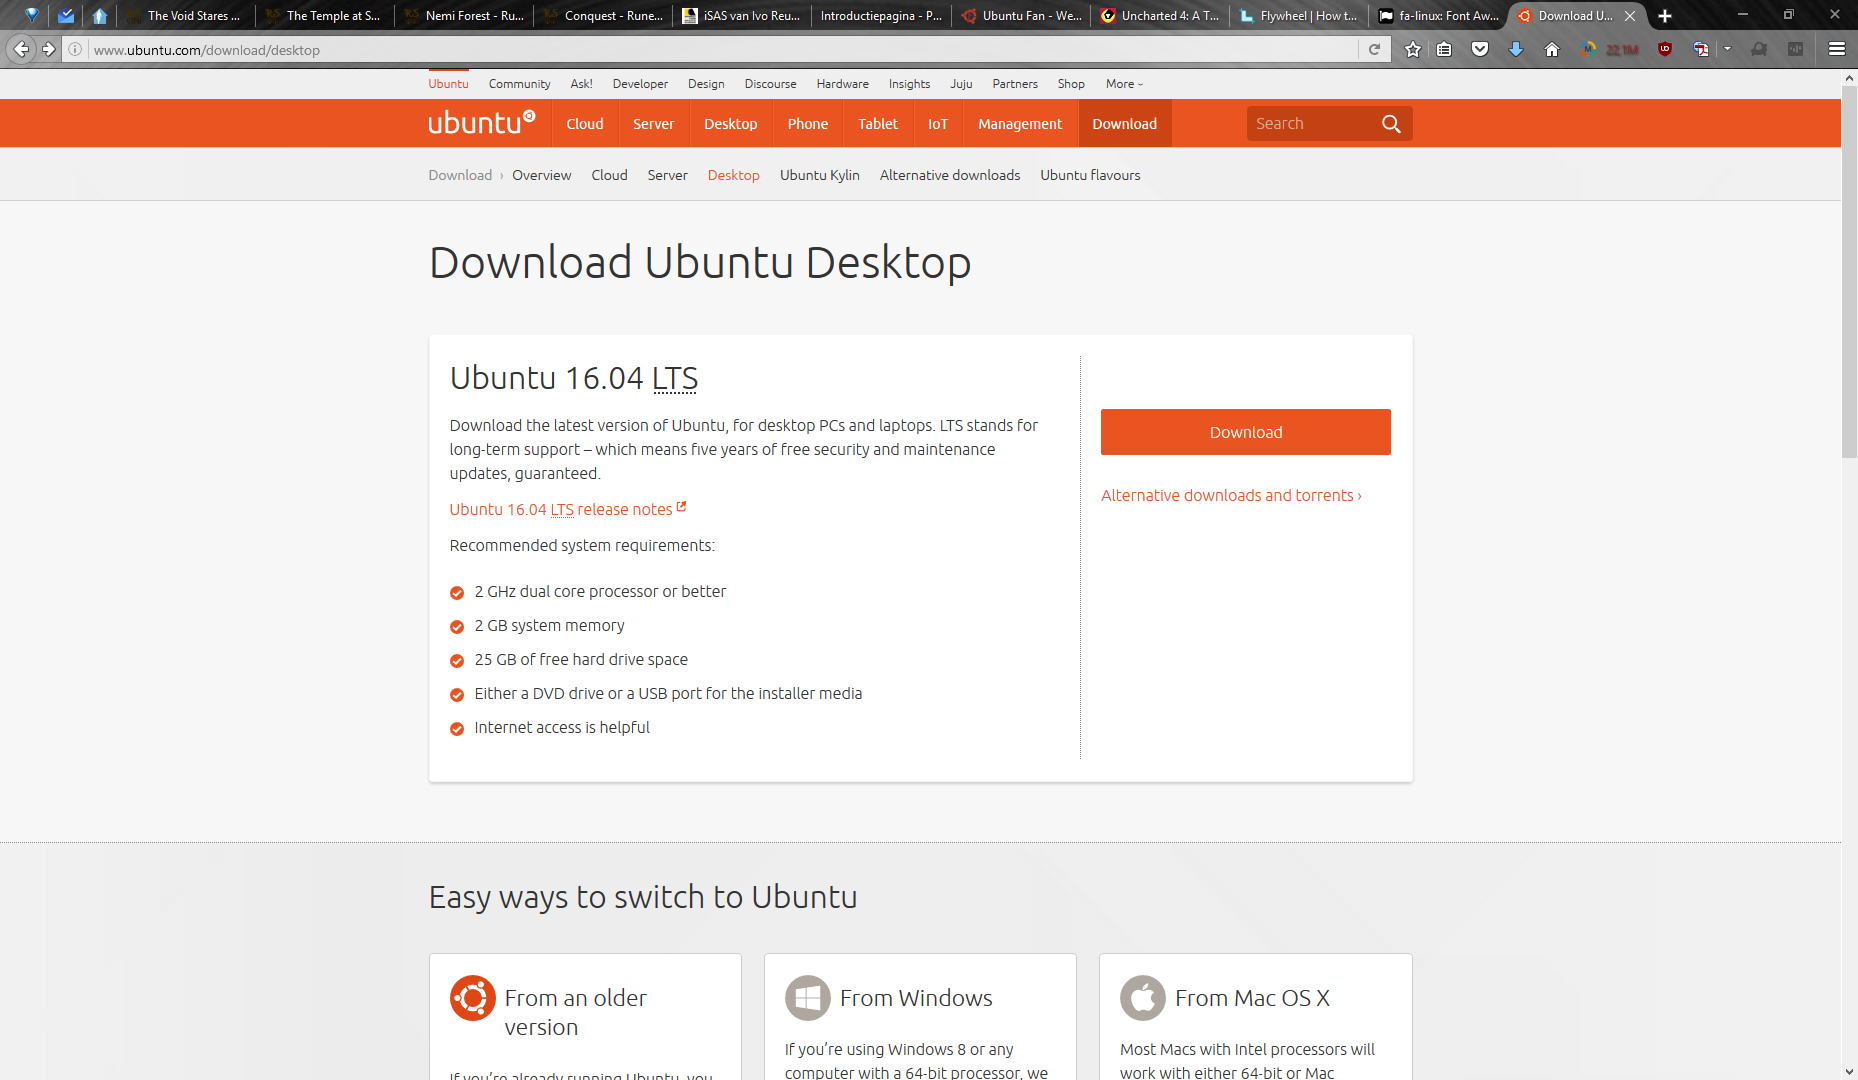 The Void Stares ...
The Temple at S...
Nemi Forest - Ru...
Conquest - Rune...
iSAS van Ivo Reu...
Introductiepagina - P...
Ubuntu Fan - We...
Uncharted 4: A T...
Flywheel | How t...
fa-linux: Font Aw...
Download U...
www.ubuntu.com/download/desktop
22.1M
Ubuntu Community Ask! Developer Design Discourse Hardware Insights Juju Partners Shop More
ubuntu Cloud Server Desktop Phone Tablet IoT Management Download Search
Download › Overview Cloud Server Desktop Ubuntu Kylin Alternative downloads Ubuntu flavours
Download Ubuntu Desktop
Ubuntu 16.04 LTS
Download the latest version of Ubuntu, for desktop PCs and laptops. LTS stands for
long-term support – which means five years of free security and maintenance
updates, guaranteed.
Ubuntu 16.04 LTS release notes
Recommended system requirements:
2 GHz dual core processor or better
2 GB system memory
25 GB of free hard drive space
Either a DVD drive or a USB port for the installer media
Internet access is helpful
Download
Alternative downloads and torrents ›
Easy ways to switch to Ubuntu
From an older
version
If you're already running Ubuntu, you
From Windows
If you’re using Windows 8 or any
computer with a 64-bit processor, we
From Mac OS X
Most Macs with Intel processors will
work with either 64-bit or Mac